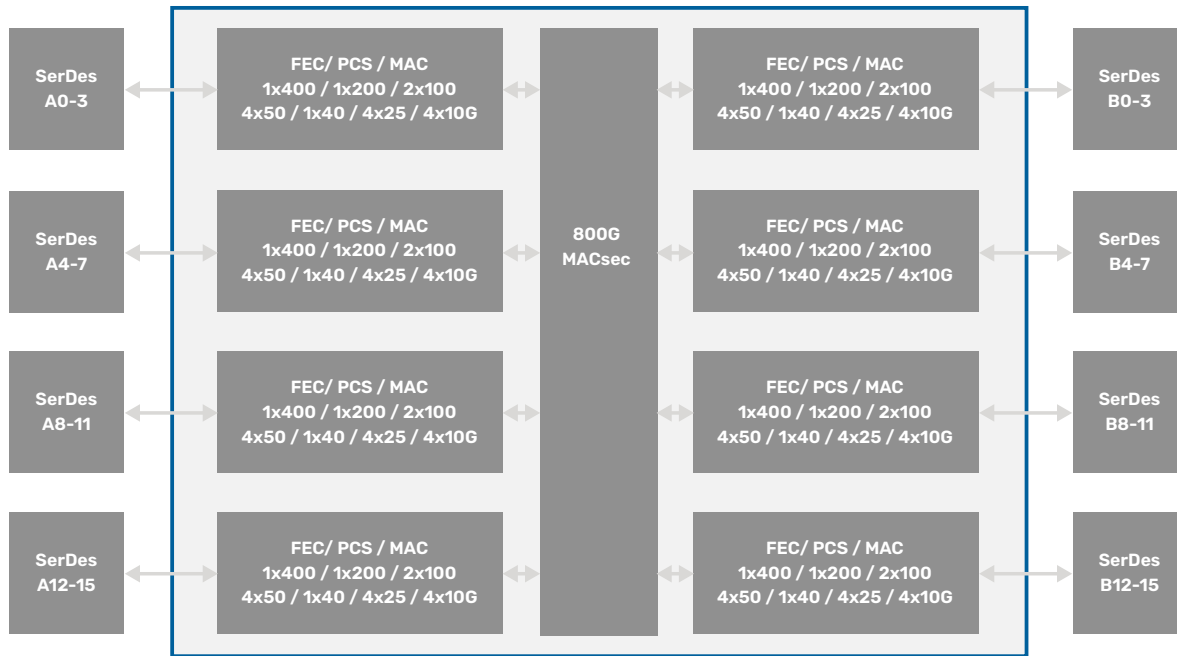 SerDes
A0-3
FEC/ PCS / MAC
1x400 / 1x200 / 2x100
4x50 / 1x40 / 4x25 / 4x10G
FEC/ PCS / MAC
1x400 / 1x200 / 2x100
4x50 / 1x40 / 4x25 / 4x10G
SerDes
B0-3
SerDes
A4-7
FEC/ PCS / MAC
1x400 / 1x200 / 2x100
4x50 / 1x40 / 4x25 / 4x10G
800G
MACsec
FEC/ PCS / MAC
1x400 / 1x200 / 2x100
4x50 / 1x40 / 4x25 / 4x10G
SerDes
B4-7
SerDes
A8-11
FEC/ PCS / MAC
1x400 / 1x200 / 2x100
4x50 / 1x40 / 4x25 / 4x10G
FEC/ PCS / MAC
1x400 / 1x200 / 2x100
4x50 / 1x40 / 4x25 / 4x10G
SerDes
B8-11
SerDes
A12-15
FEC/ PCS / MAC
1x400 / 1x200 / 2x100
4x50 / 1x40 / 4x25 / 4x10G
FEC/ PCS / MAC
1x400 / 1x200 / 2x100
4x50 / 1x40 / 4x25 / 4x10G
SerDes
B12-15